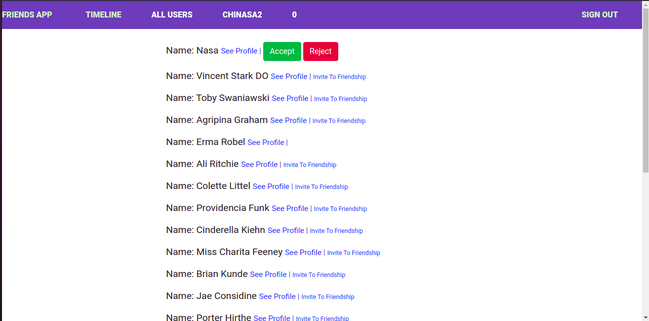 FRIENDS APP TIMELINE ALL USERS CHINASA2 0 SIGN OUT
Name: Nasa See Profile | Accept Reject
Name: Vincent Stark DO See Profile | Invite To Friendship
Name: Toby Swaniawski See Profile | Invite To Friendship
Name: Agripina Graham See Profile | Invite To Friendship
Name: Erma Robel See Profile |
Name: Ali Ritchie See Profile | Invite To Friendship
Name: Colette Littel See Profile | Invite To Friendship
Name: Providencia Funk See Profile | Invite To Friendship
Name: Cinderella Kiehn See Profile | Invite To Friendship
Name: Miss Charita Feeney See Profile | Invite To Friendship
Name: Brian Kunde See Profile | Invite To Friendship
Name: Jae Considine See Profile | Invite To Friendship
Name: Porter Hirthe See Profile | Invite To Friendship